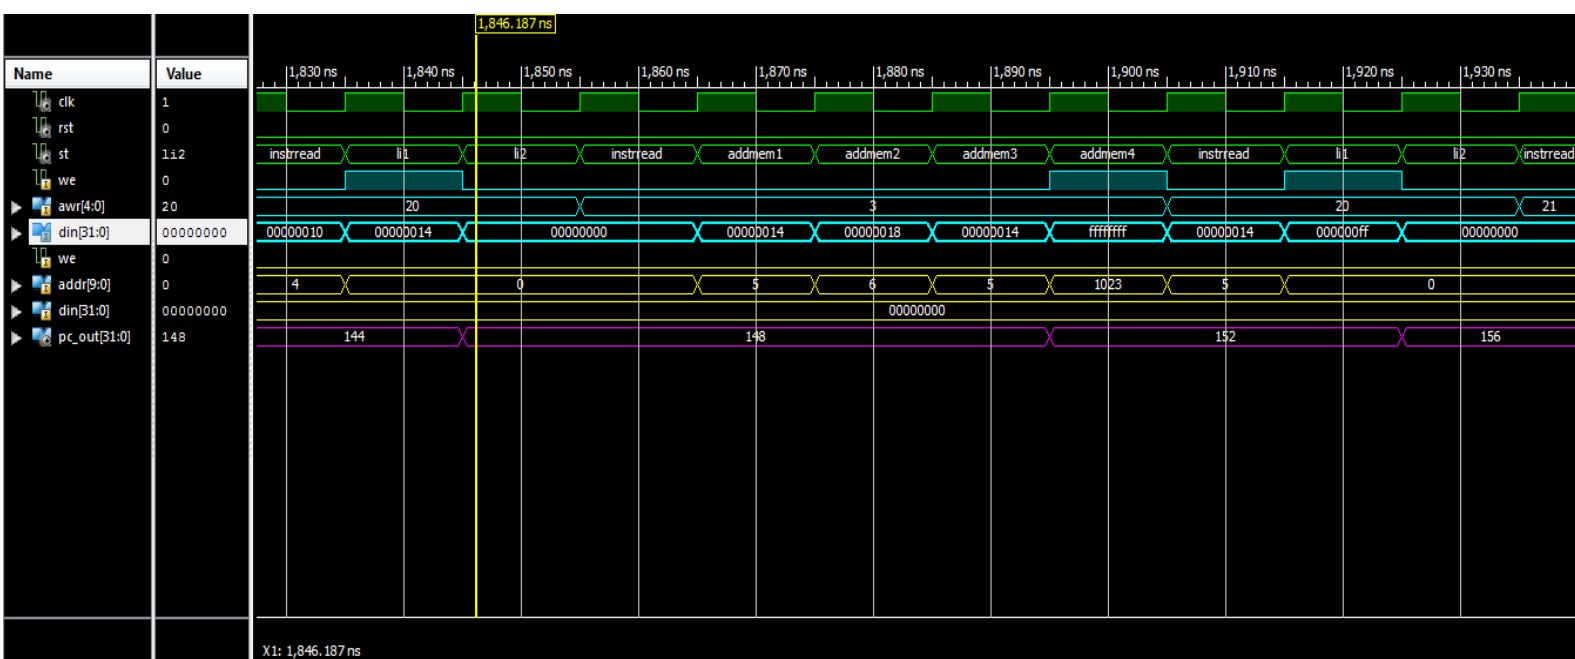 1,846.187 ns
Name Value 1,830 ns 1,840 ns 1,850 ns 1,860 ns 1,870 ns 1,880 ns 1,890 ns 1,900 ns 1,910 ns 1,920 ns 1,930 ns
clk 1
rst 0
st li2 instrread li1 li2 instrread addmem1 addmem2 addmem3 addmem4 instrread li1 li2 instrread
we 0
awr[4:0] 20 20 3 20 21
din[31:0] 00000000 00000010 00000014 00000000 00000014 00000018 00000014 ffffffff 00000014 000000ff 00000000
we 0
addr[9:0] 0 4 0 5 6 5 1023 5 0
din[31:0] 00000000 00000000
pc_out[31:0] 148 144 148 152 156
X1: 1,846.187 ns